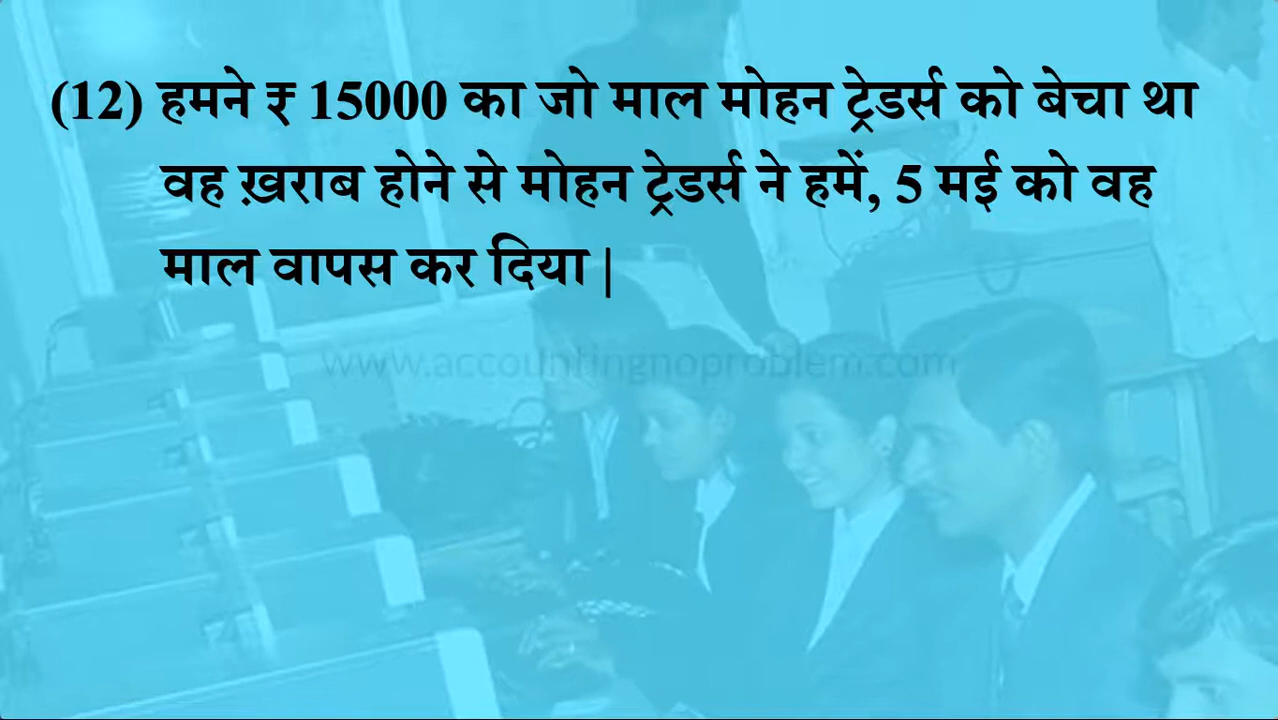 (12) हमने ₹ 15000 का जो माल मोहन ट्रेडर्स को बेचा था
वह ख़राब होने से मोहन ट्रेडर्स ने हमें, 5 मई को वह
माल वापस कर दिया |
www.accountingnoproblem.com